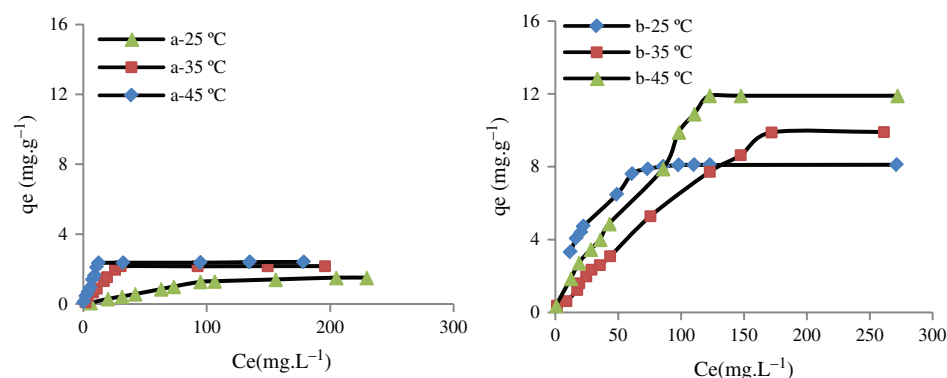 16
12
8
4
0
qe (mg.g⁻¹)
a-25 ºC
a-35 ºC
a-45 ºC
0
100
200
300
Ce(mg.L⁻¹)
16
12
8
4
0
qe (mg.g⁻¹)
b-25 ºC
b-35 ºC
b-45 ºC
0
50
100
150
200
250
300
Ce(mg.L⁻¹)